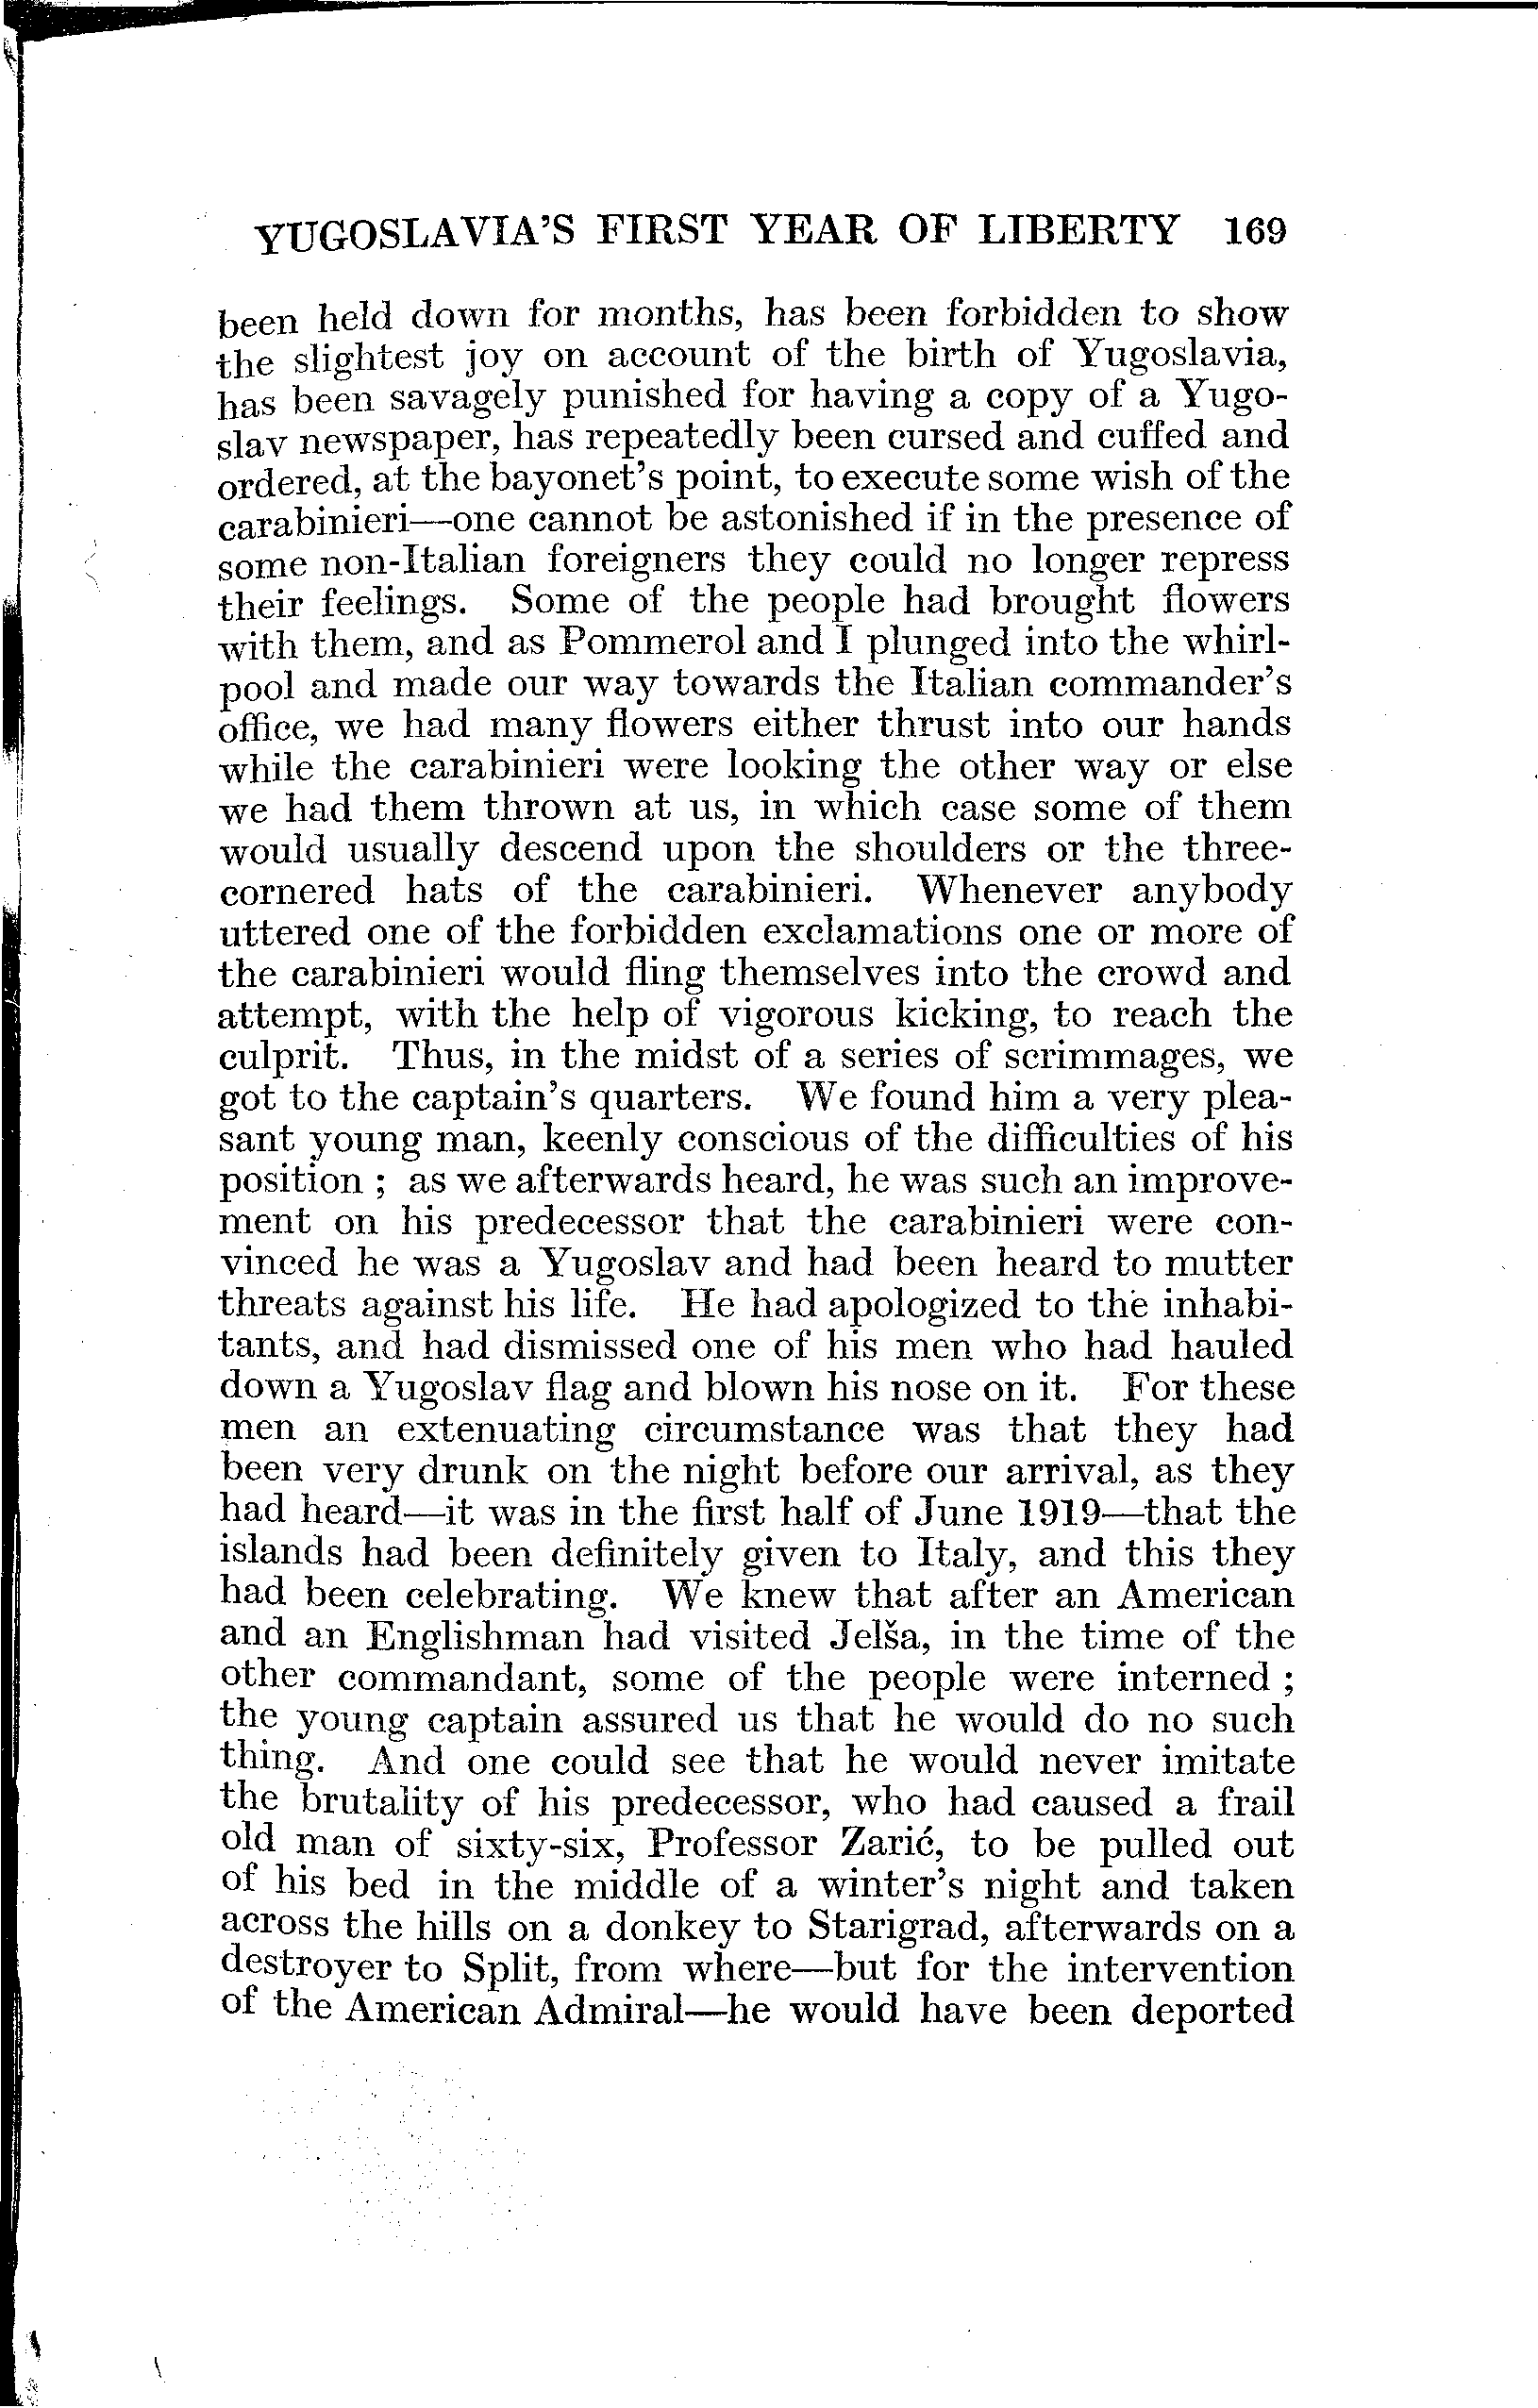 YUGOSLAVIA'S FIRST YEAR OF LIBERTY 169
been held down for months, has been forbidden to show
the slightest joy on account of the birth of Yugoslavia,
has been savagely punished for having a copy of a Yugo-
slav newspaper, has repeatedly been cursed and cuffed and
ordered, at the bayonet's point, to execute some wish of the
carabinieri—one cannot be astonished if in the presence of
some non-Italian foreigners they could no longer repress
their feelings. Some of the people had brought flowers
with them, and as Pommerol and I plunged into the whirl-
pool and made our way towards the Italian commander's
office, we had many flowers either thrust into our hands
while the carabinieri were looking the other way or else
we had them thrown at us, in which case some of them
would usually descend upon the shoulders or the three-
cornered hats of the carabinieri. Whenever anybody
uttered one of the forbidden exclamations one or more of
the carabinieri would fling themselves into the crowd and
attempt, with the help of vigorous kicking, to reach the
culprit. Thus, in the midst of a series of scrimmages, we
got to the captain's quarters. We found him a very plea-
sant young man, keenly conscious of the difficulties of his
position ; as we afterwards heard, he was such an improve-
ment on his predecessor that the carabinieri were con-
vinced he was a Yugoslav and had been heard to mutter
threats against his life. He had apologized to the inhabi-
tants, and had dismissed one of his men who had hauled
down a Yugoslav flag and blown his nose on it. For these
men an extenuating circumstance was that they had
been very drunk on the night before our arrival, as they
had heard—it was in the first half of June 1919—that the
islands had been definitely given to Italy, and this they
had been celebrating. We knew that after an American
and an Englishman had visited Jelša, in the time of the
other commandant, some of the people were interned ;
the young captain assured us that he would do no such
thing. And one could see that he would never imitate
the brutality of his predecessor, who had caused a frail
old man of sixty-six, Professor Zarić, to be pulled out
of his bed in the middle of a winter's night and taken
across the hills on a donkey to Starigrad, afterwards on a
destroyer to Split, from where—but for the intervention
of the American Admiral—he would have been deported